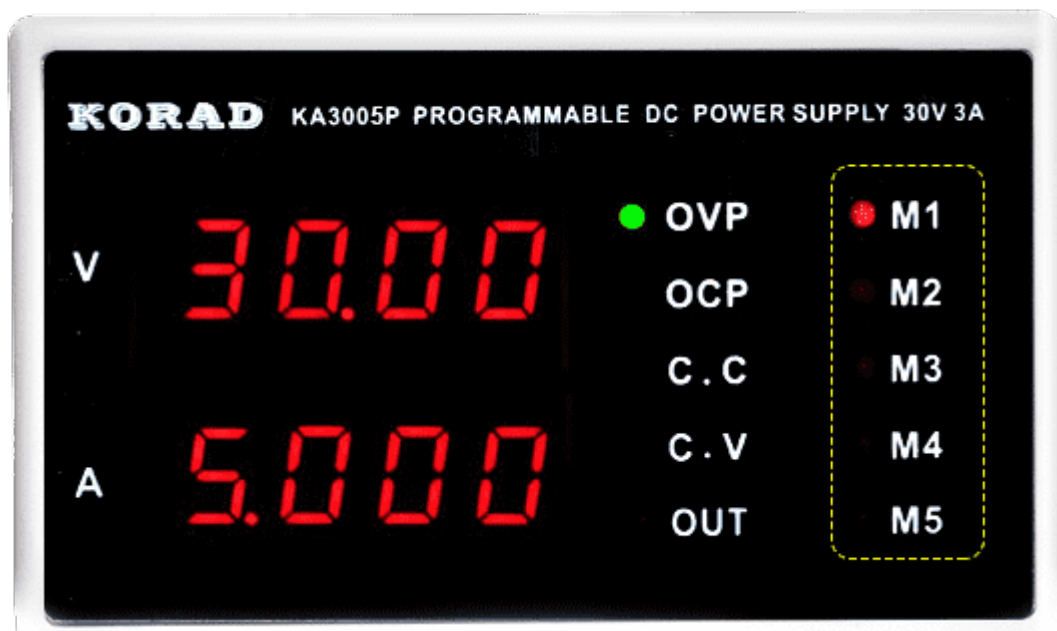 KORAD KA3005P PROGRAMMABLE DC POWER SUPPLY 30V 3A
V 30.00
A 5.000
OVP
OCP
C.C
C.V
OUT
M1
M2
M3
M4
M5